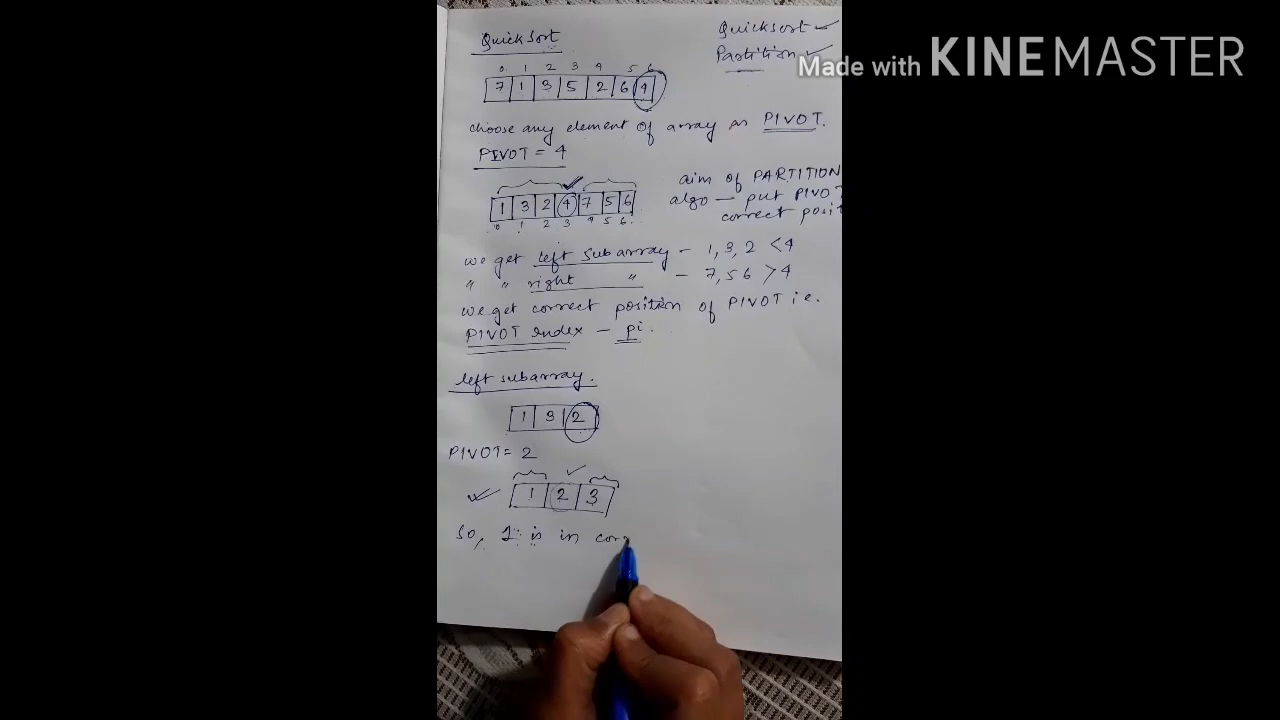 Quicksort
Quicksort
Partition
Made with KINEMASTER
0 1 2 3 4 5 6
7 1 3 5 2 6 4
choose any element of array as PIVOT.
PIVOT = 4
1 3 2 4 7 5 6
0 1 2 3 4 5 6
aim of PARTITION
algo - put PIVOT
correct posit
we get left subarray - 1, 3, 2 < 4
" " right " - 7, 5 6 > 4
we get correct position of PIVOT i e.
PIVOT Index - pi.
left subarray.
1 3 2
PIVOT = 2
1 2 3
So, 1 is in corr